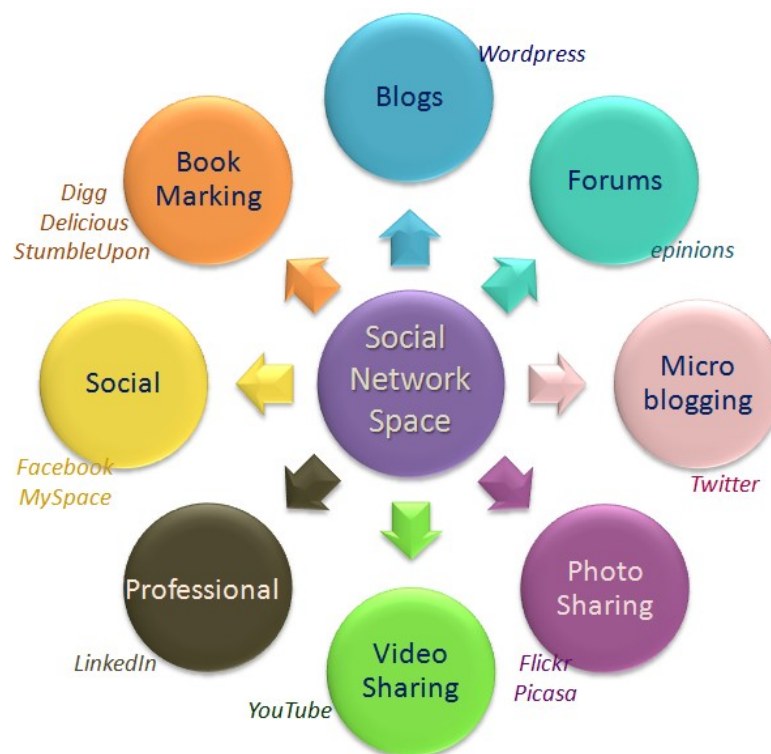 Blogs
Wordpress
Forums
epinions
Micro
blogging
Twitter
Photo
Sharing
Flickr
Picasa
Video
Sharing
YouTube
Professional
LinkedIn
Social
Facebook
MySpace
Book
Marking
Digg
Delicious
StumbleUpon
Social
Network
Space